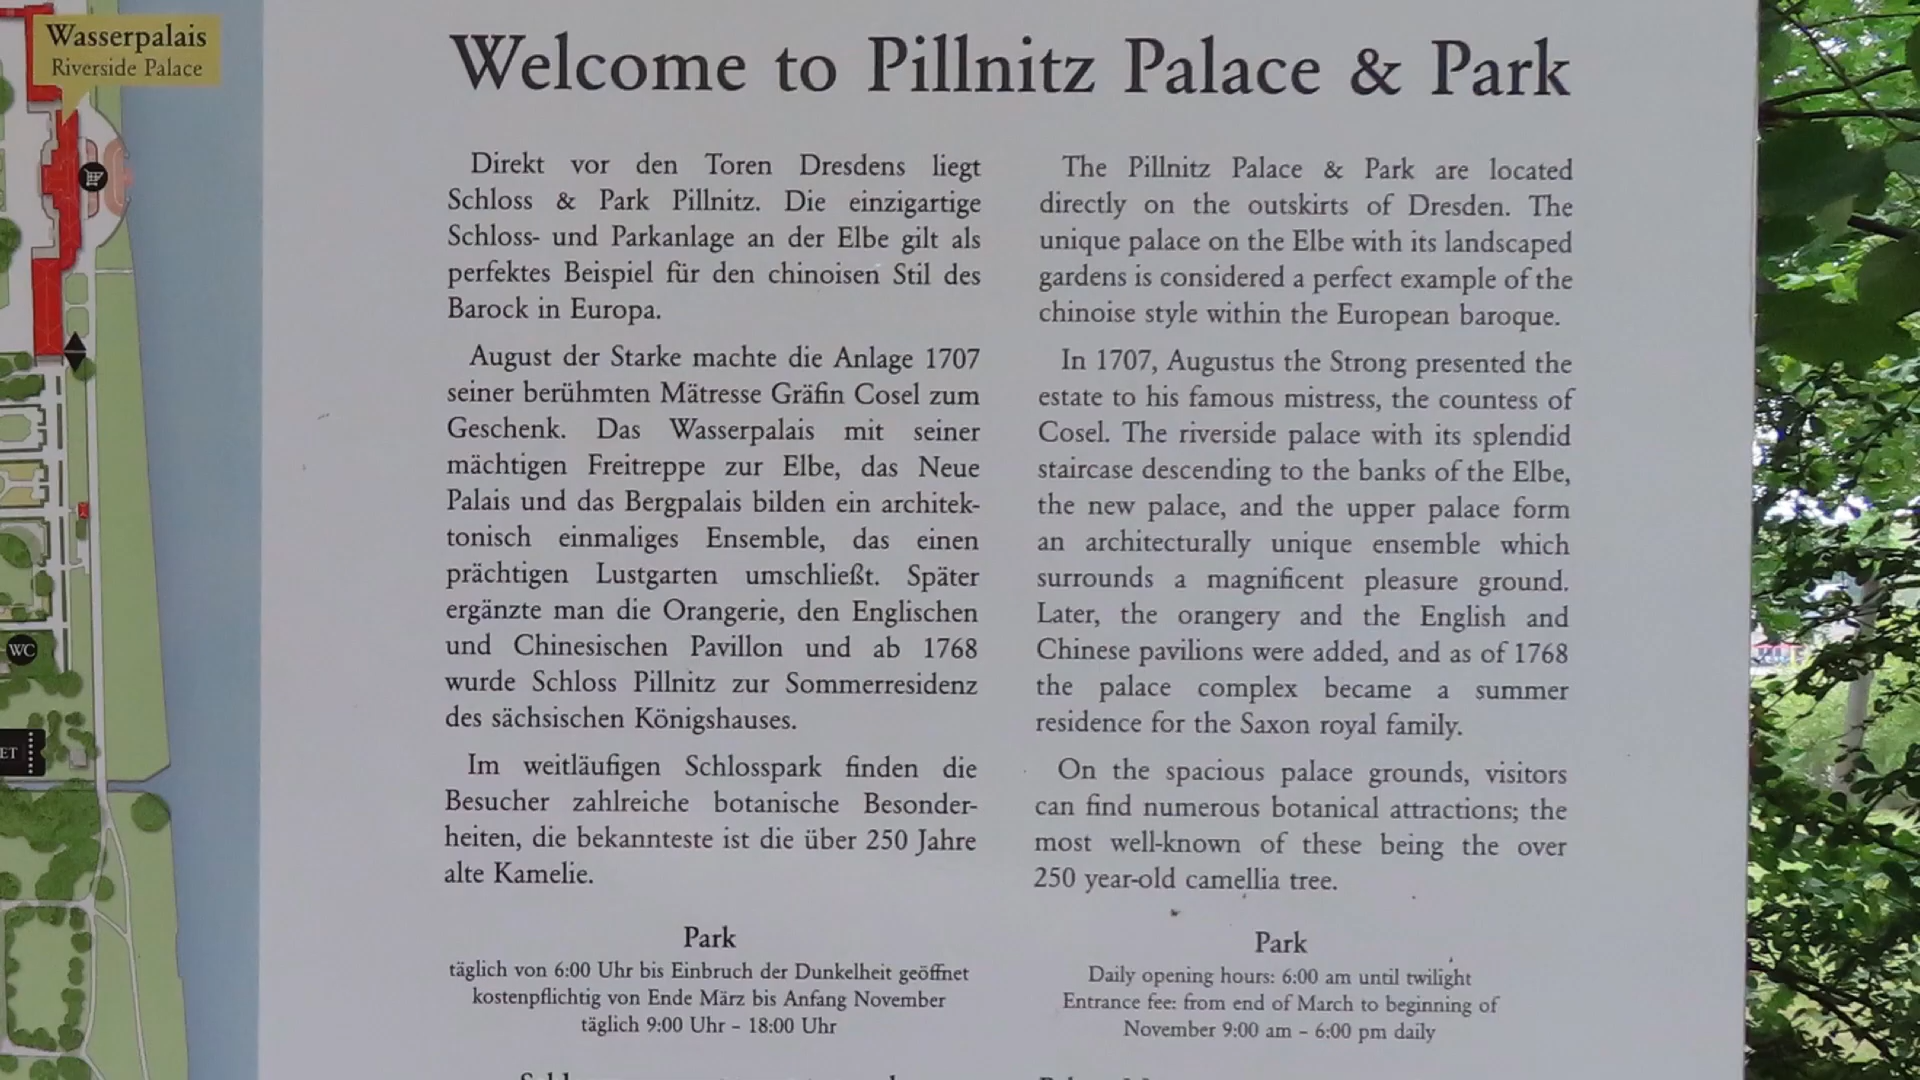 Wasserpalais
Riverside Palace
WC
ET
Welcome to Pillnitz Palace & Park
Direkt vor den Toren Dresdens liegt
Schloss & Park Pillnitz. Die einzigartige
Schloss- und Parkanlage an der Elbe gilt als
perfektes Beispiel für den chinoisen Stil des
Barock in Europa.
August der Starke machte die Anlage 1707
seiner berühmten Mätresse Gräfin Cosel zum
Geschenk. Das Wasserpalais mit seiner
mächtigen Freitreppe zur Elbe, das Neue
Palais und das Bergpalais bilden ein architek-
tonisch einmaliges Ensemble, das einen
prächtigen Lustgarten umschließt. Später
ergänzte man die Orangerie, den Englischen
und Chinesischen Pavillon und ab 1768
wurde Schloss Pillnitz zur Sommerresidenz
des sächsischen Königshauses.
Im weitläufigen Schlosspark finden die
Besucher zahlreiche botanische Besonder-
heiten, die bekannteste ist die über 250 Jahre
alte Kamelie.
Park
täglich von 6:00 Uhr bis Einbruch der Dunkelheit geöffnet
kostenpflichtig von Ende März bis Anfang November
täglich 9:00 Uhr – 18:00 Uhr
The Pillnitz Palace & Park are located
directly on the outskirts of Dresden. The
unique palace on the Elbe with its landscaped
gardens is considered a perfect example of the
chinoise style within the European baroque.
In 1707, Augustus the Strong presented the
estate to his famous mistress, the countess of
Cosel. The riverside palace with its splendid
staircase descending to the banks of the Elbe,
the new palace, and the upper palace form
an architecturally unique ensemble which
surrounds a magnificent pleasure ground.
Later, the orangery and the English and
Chinese pavilions were added, and as of 1768
the palace complex became a summer
residence for the Saxon royal family.
On the spacious palace grounds, visitors
can find numerous botanical attractions; the
most well-known of these being the over
250 year-old camellia tree.
Park
Daily opening hours: 6:00 am until twilight
Entrance fee: from end of March to beginning of
November 9:00 am – 6:00 pm daily